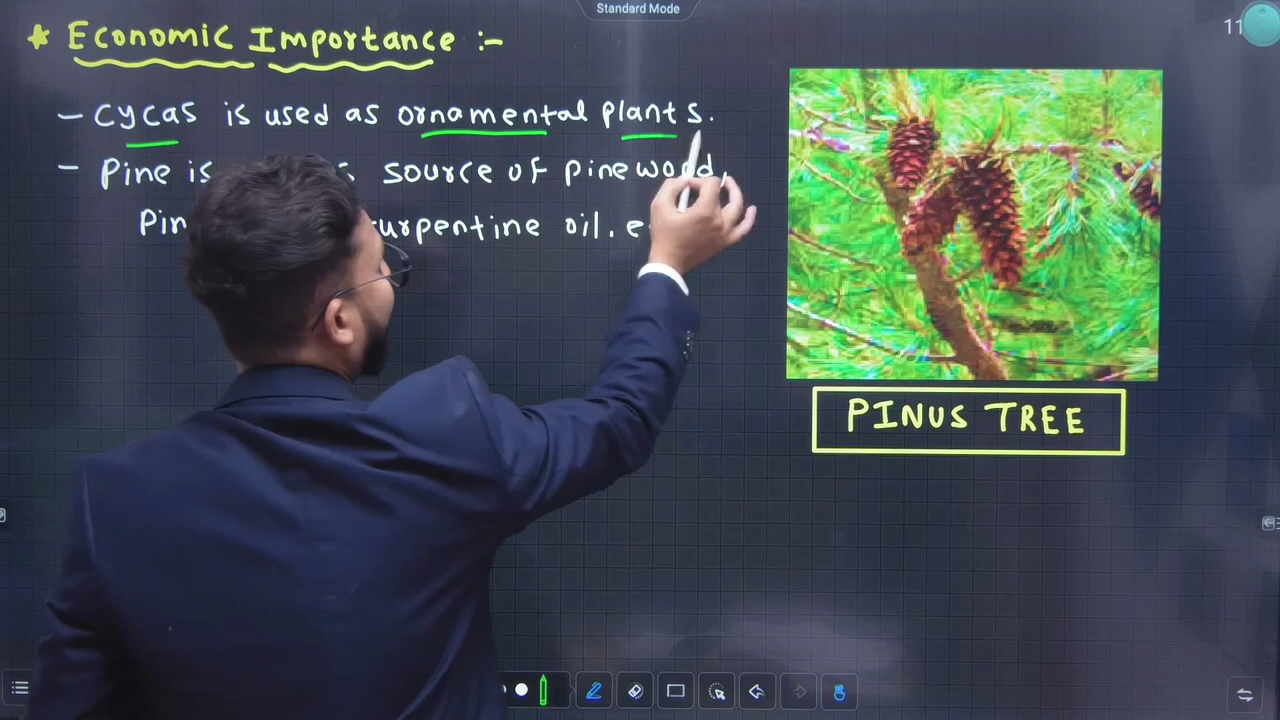 Standard Mode
11
* Economic Importance :-
- Cycas is used as ornamental plants.
- Pine is source of pinewood,
turpentine oil.
PINUS TREE